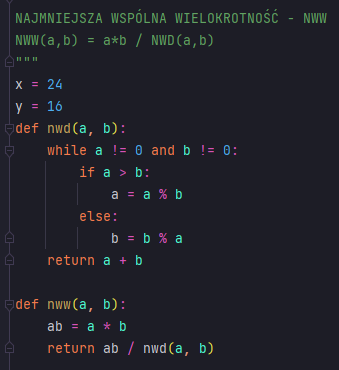 NAJMNIEJSZA WSPÓLNA WIELOKROTNOŚĆ - NWW
NWW(a,b) = a*b / NWD(a,b)
"""
x = 24
y = 16
def nwd(a, b):
    while a != 0 and b != 0:
        if a > b:
            a = a % b
        else:
            b = b % a
    return a + b

def nww(a, b):
    ab = a * b
    return ab / nwd(a, b)